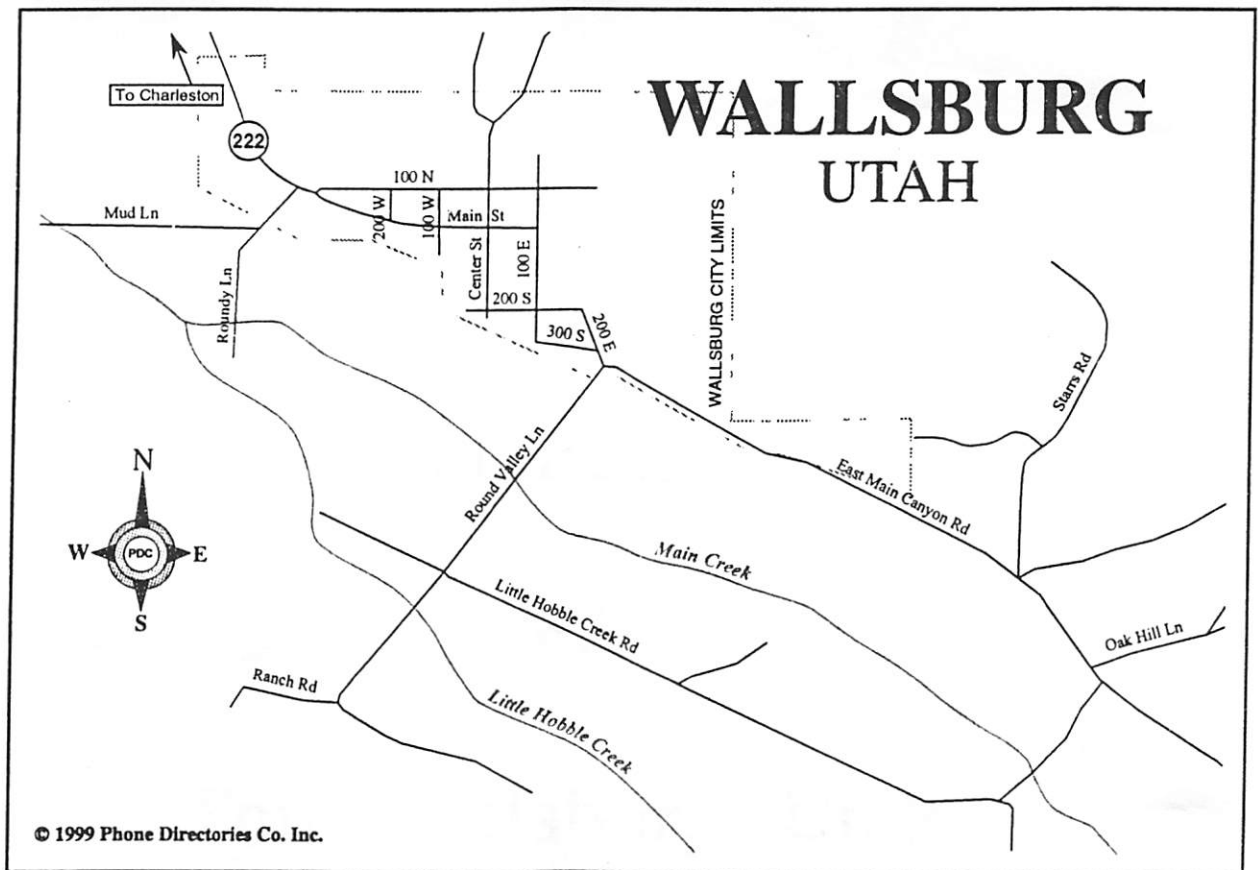 WALLSBURG
UTAH
To Charleston
222
100 N
Mud Ln
200 W
100 W
Main St
Center St
100 E
Roundy Ln
200 S
300 S
200 E
WALLSBURG CITY LIMITS
Starrs Rd
Round Valley Ln
East Main Canyon Rd
N
W
PDC
E
S
Main Creek
Little Hobble Creek Rd
Oak Hill Ln
Ranch Rd
Little Hobble Creek
© 1999 Phone Directories Co. Inc.